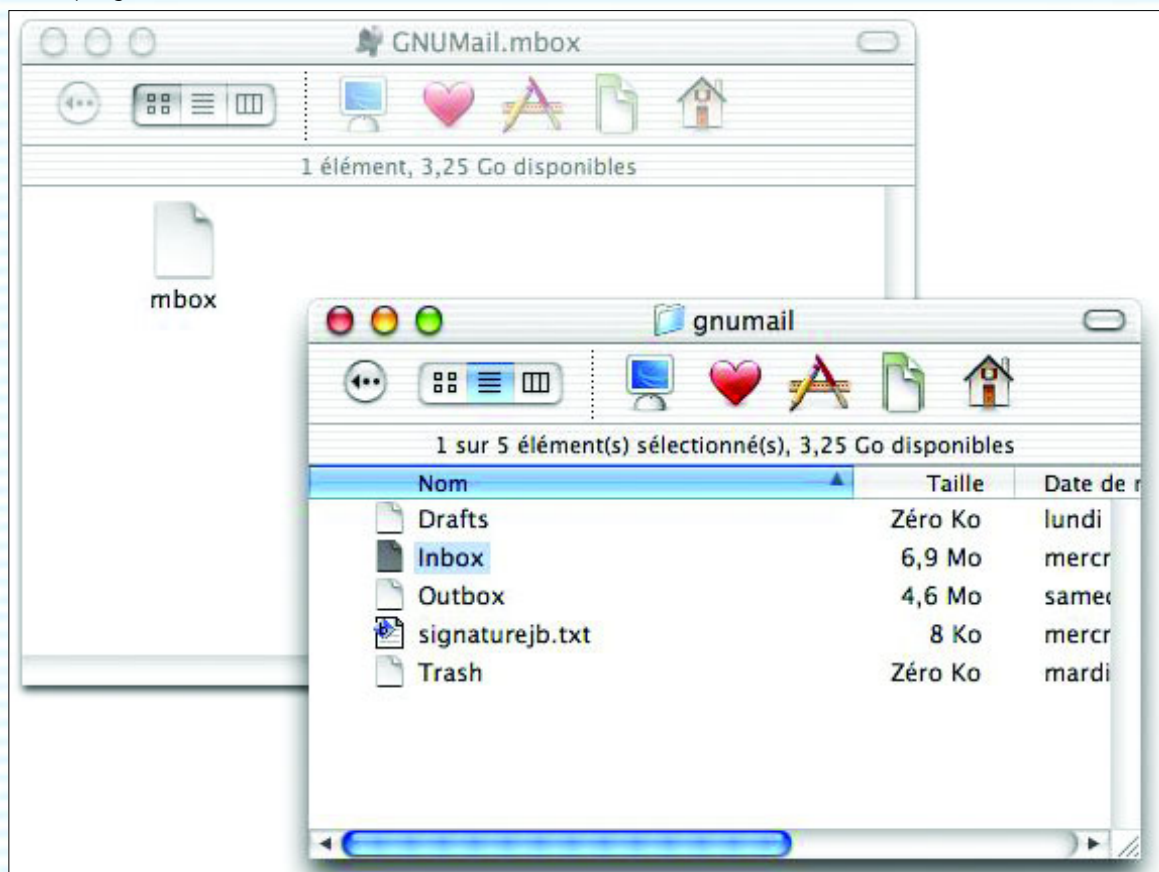 GNUMail.mbox
1 élément, 3,25 Go disponibles
mbox
gnumail
1 sur 5 élément(s) sélectionné(s), 3,25 Go disponibles
Nom Taille Date de
Drafts Zéro Ko lundi
Inbox 6,9 Mo
Outbox 4,6 Mo
signaturejb.txt 8 Ko
Trash Zéro Ko mardi